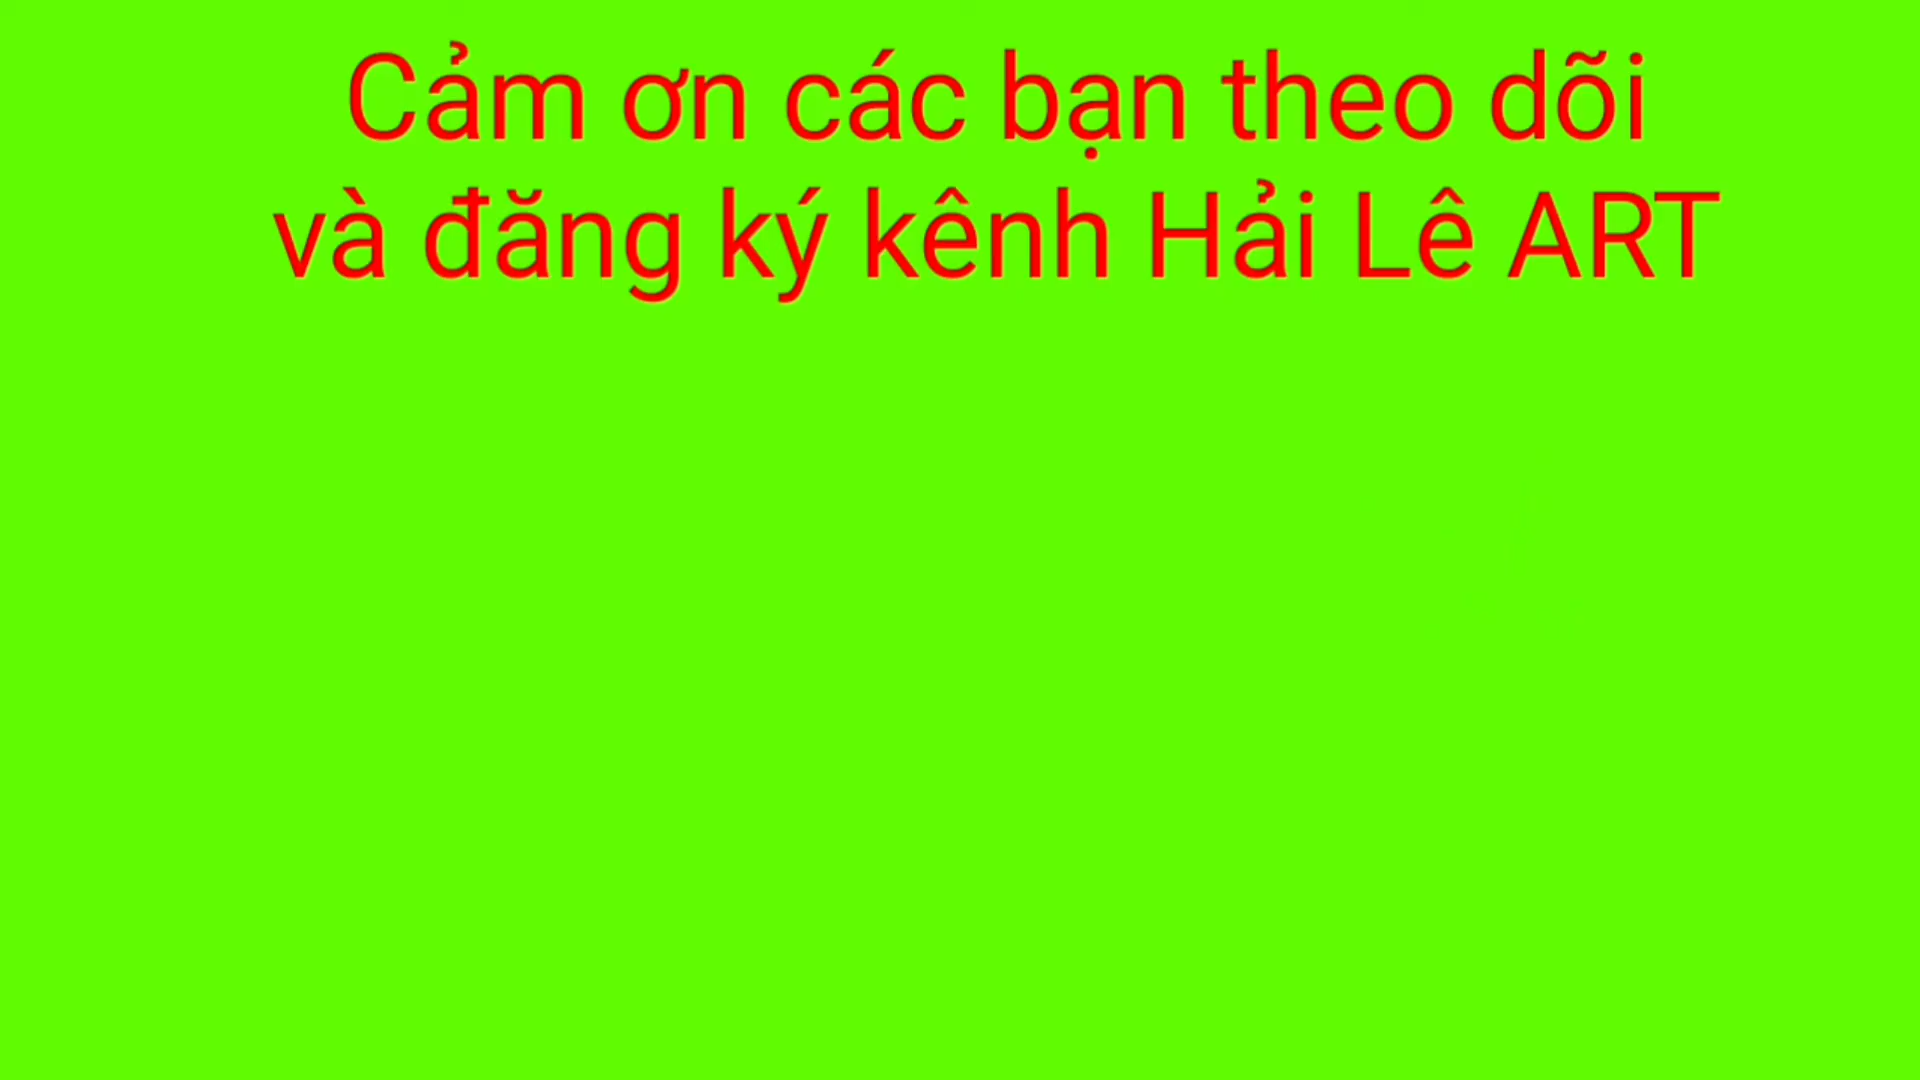 Cảm ơn các bạn theo dõi
và đăng ký kênh Hải Lê ART